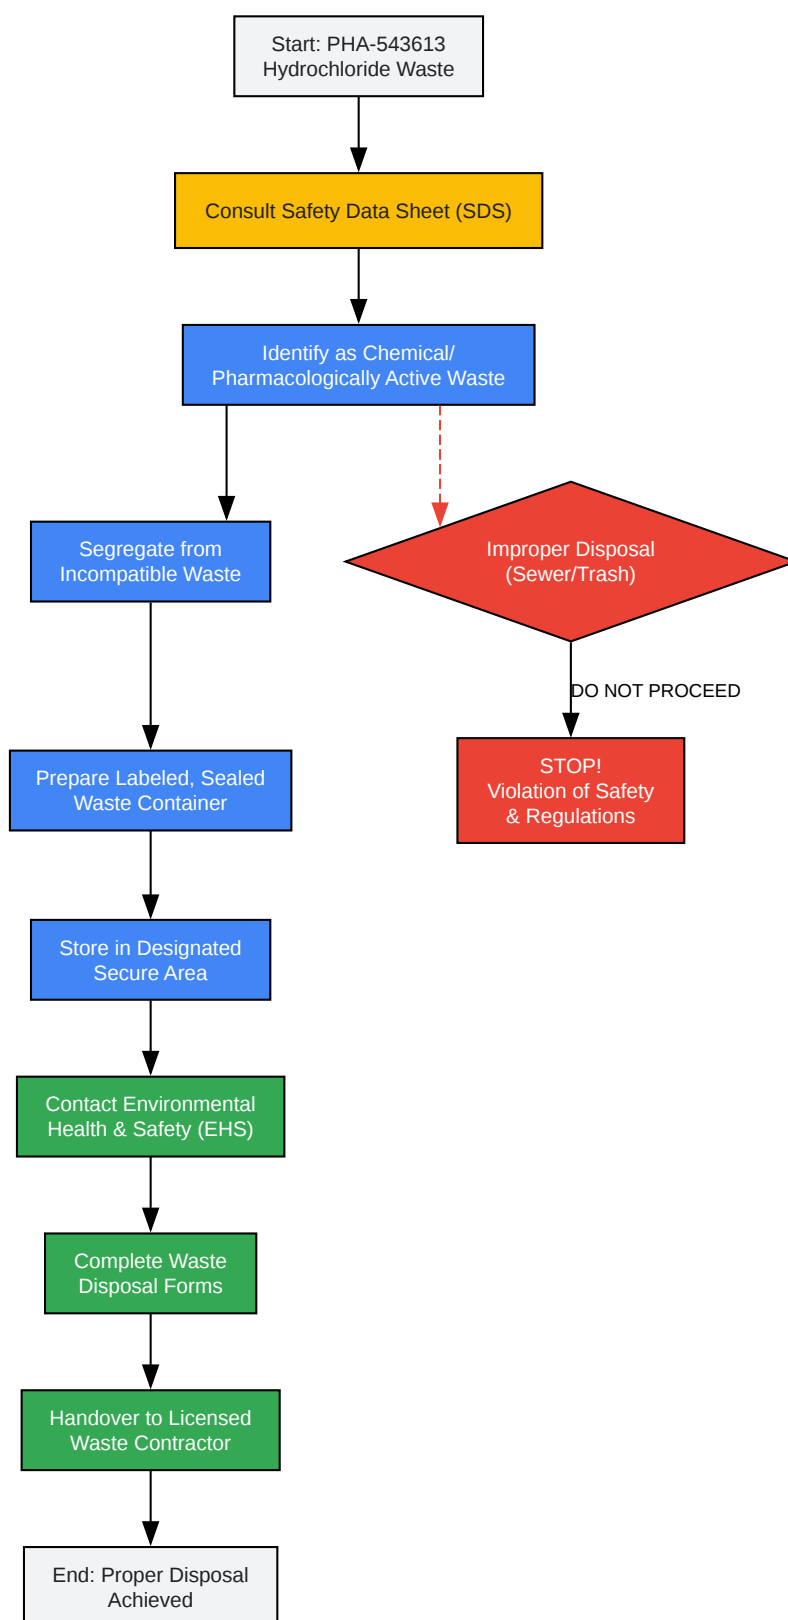 Start: PHA-543613
Hydrochloride Waste
Consult Safety Data Sheet (SDS)
Identify as Chemical/
Pharmacologically Active Waste
Segregate from
Incompatible Waste
Improper Disposal
(Sewer/Trash)
DO NOT PROCEED
Prepare Labeled, Sealed
Waste Container
STOP!
Violation of Safety
& Regulations
Store in Designated
Secure Area
Contact Environmental
Health & Safety (EHS)
Complete Waste
Disposal Forms
Handover to Licensed
Waste Contractor
End: Proper Disposal
Achieved